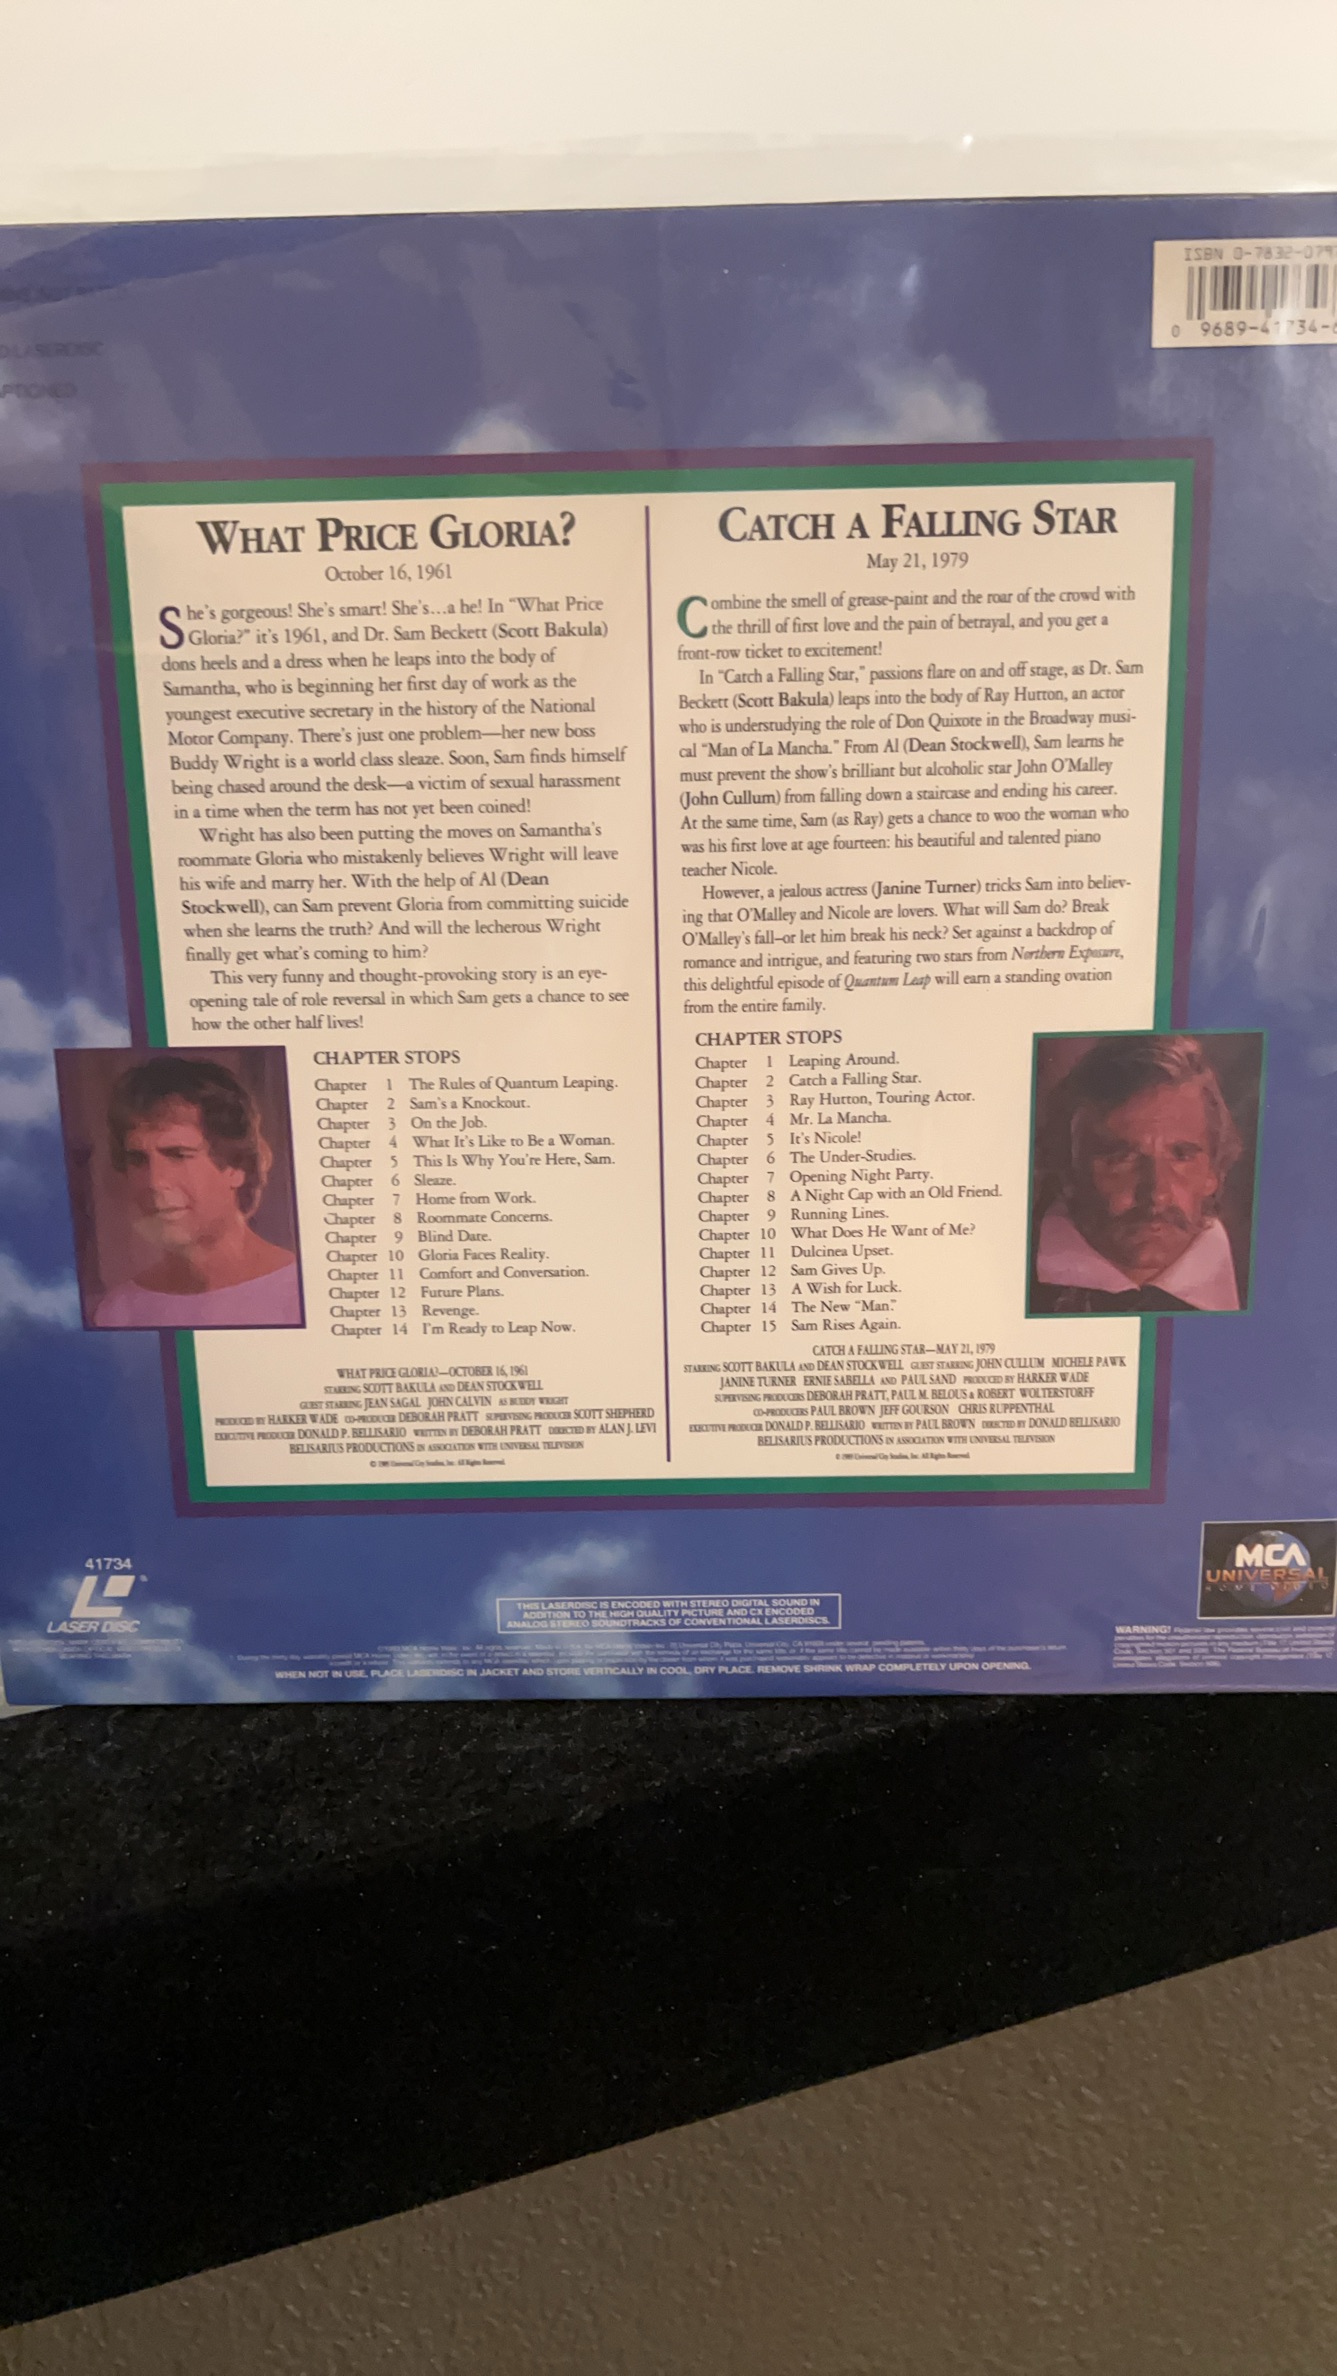 ISBN 0-7832-079
0 9689-41734-6
D LASERDISC
APTIONED
WHAT PRICE GLORIA?
October 16, 1961
She's gorgeous! She's smart! She's...a he! In "What Price
Gloria?" it's 1961, and Dr. Sam Beckett (Scott Bakula)
dons heels and a dress when he leaps into the body of
Samantha, who is beginning her first day of work as the
youngest executive secretary in the history of the National
Motor Company. There's just one problem—her new boss
Buddy Wright is a world class sleaze. Soon, Sam finds himself
being chased around the desk—a victim of sexual harassment
in a time when the term has not yet been coined!
Wright has also been putting the moves on Samantha's
roommate Gloria who mistakenly believes Wright will leave
his wife and marry her. With the help of Al (Dean
Stockwell), can Sam prevent Gloria from committing suicide
when she learns the truth? And will the lecherous Wright
finally get what's coming to him?
This very funny and thought-provoking story is an eye-
opening tale of role reversal in which Sam gets a chance to see
how the other half lives!
CHAPTER STOPS
Chapter 1 The Rules of Quantum Leaping.
Chapter 2 Sam's a Knockout.
Chapter 3 On the Job.
Chapter 4 What It's Like to Be a Woman.
Chapter 5 This Is Why You're Here, Sam.
Chapter 6 Sleaze.
Chapter 7 Home from Work.
Chapter 8 Roommate Concerns.
Chapter 9 Blind Date.
Chapter 10 Gloria Faces Reality.
Chapter 11 Comfort and Conversation.
Chapter 12 Future Plans.
Chapter 13 Revenge.
Chapter 14 I'm Ready to Leap Now.
WHAT PRICE GLORIA?—OCTOBER 16, 1961
STARRING SCOTT BAKULA AND DEAN STOCKWELL
GUEST STARRING JEAN SAGAL JOHN CALVIN AS BUDDY WRIGHT
PRODUCED BY HARKER WADE CO-PRODUCER DEBORAH PRATT SUPERVISING PRODUCER SCOTT SHEPHERD
EXECUTIVE PRODUCER DONALD P. BELLISARIO WRITTEN BY DEBORAH PRATT DIRECTED BY ALAN J. LEVI
BELISARIUS PRODUCTIONS IN ASSOCIATION WITH UNIVERSAL TELEVISION
Universal City Studios, Inc. All Rights Reserved.
CATCH A FALLING STAR
May 21, 1979
Combine the smell of grease-paint and the roar of the crowd with
the thrill of first love and the pain of betrayal, and you get a
front-row ticket to excitement!
In "Catch a Falling Star," passions flare on and off stage, as Dr. Sam
Beckett (Scott Bakula) leaps into the body of Ray Hutton, an actor
who is understudying the role of Don Quixote in the Broadway musi-
cal "Man of La Mancha." From Al (Dean Stockwell), Sam learns he
must prevent the show's brilliant but alcoholic star John O'Malley
(John Cullum) from falling down a staircase and ending his career.
At the same time, Sam (as Ray) gets a chance to woo the woman who
was his first love at age fourteen: his beautiful and talented piano
teacher Nicole.
However, a jealous actress (Janine Turner) tricks Sam into believ-
ing that O'Malley and Nicole are lovers. What will Sam do? Break
O'Malley's fall–or let him break his neck? Set against a backdrop of
romance and intrigue, and featuring two stars from Northern Exposure,
this delightful episode of Quantum Leap will earn a standing ovation
from the entire family.
CHAPTER STOPS
Chapter 1 Leaping Around.
Chapter 2 Catch a Falling Star.
Chapter 3 Ray Hutton, Touring Actor.
Chapter 4 Mr. La Mancha.
Chapter 5 It's Nicole!
Chapter 6 The Under-Studies.
Chapter 7 Opening Night Party.
Chapter 8 A Night Cap with an Old Friend.
Chapter 9 Running Lines.
Chapter 10 What Does He Want of Me?
Chapter 11 Dulcinea Upset.
Chapter 12 Sam Gives Up.
Chapter 13 A Wish for Luck.
Chapter 14 The New "Man."
Chapter 15 Sam Rises Again.
CATCH A FALLING STAR—MAY 21, 1979
STARRING SCOTT BAKULA AND DEAN STOCKWELL GUEST STARRING JOHN CULLUM MICHELE PAWK
JANINE TURNER ERNIE SABELLA AND PAUL SAND PRODUCED BY HARKER WADE
SUPERVISING PRODUCERS DEBORAH PRATT, PAUL M. BELOUS & ROBERT WOLTERSTORFF
CO-PRODUCERS PAUL BROWN JEFF GOURSON CHRIS RUPPENTHAL
EXECUTIVE PRODUCER DONALD P. BELLISARIO WRITTEN BY PAUL BROWN DIRECTED BY DONALD BELLISARIO
BELISARIUS PRODUCTIONS IN ASSOCIATION WITH UNIVERSAL TELEVISION
Universal City Studios, Inc. All Rights Reserved.
41734
LASER DISC
THIS LASERDISC IS ENCODED WITH STEREO DIGITAL SOUND IN
ADDITION TO THE HIGH QUALITY PICTURE AND CX ENCODED
ANALOG STEREO SOUNDTRACKS OF CONVENTIONAL LASERDISCS.
MCA
UNIVERSAL
HOME VIDEO
WARNING!
WHEN NOT IN USE, PLACE LASERDISC IN JACKET AND STORE VERTICALLY IN COOL, DRY PLACE. REMOVE SHRINK WRAP COMPLETELY UPON OPENING.